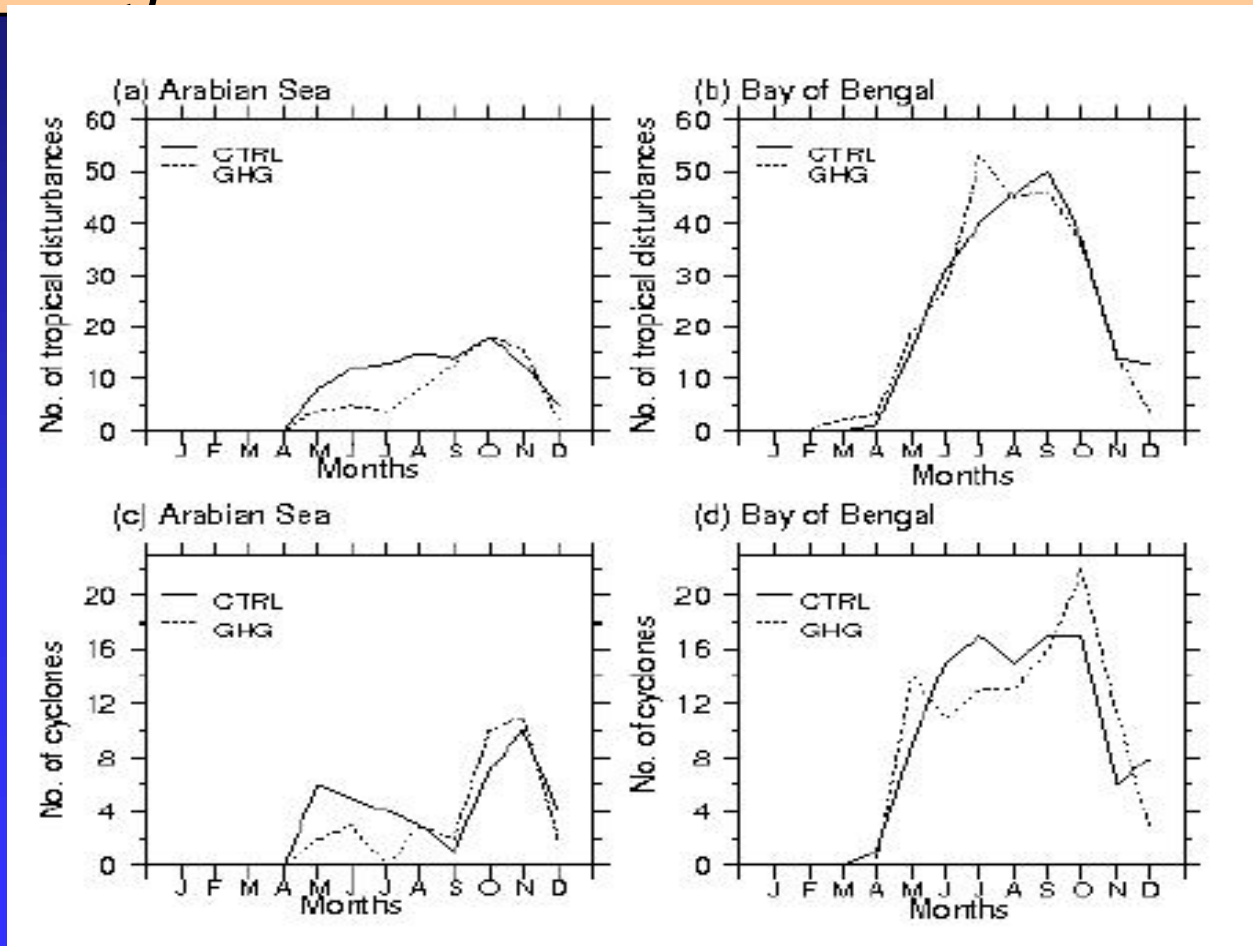 (a) Arabian Sea
60
50
40
30
20
10
0
No. of tropical disturbances
CTRL
GHG
J F M A M J J A S O N D
Months
(b) Bay of Bengal
60
50
40
30
20
10
0
No. of tropical disturbances
CTRL
GHG
J F M A M J J A S O N D
Months
(c) Arabian Sea
20
16
12
8
4
0
No. of cyclones
CTRL
GHG
J F M A M J J A S O N D
Months
(d) Bay of Bengal
20
16
12
8
4
0
No. of cyclones
CTRL
GHG
J F M A M J J A S O N D
Months